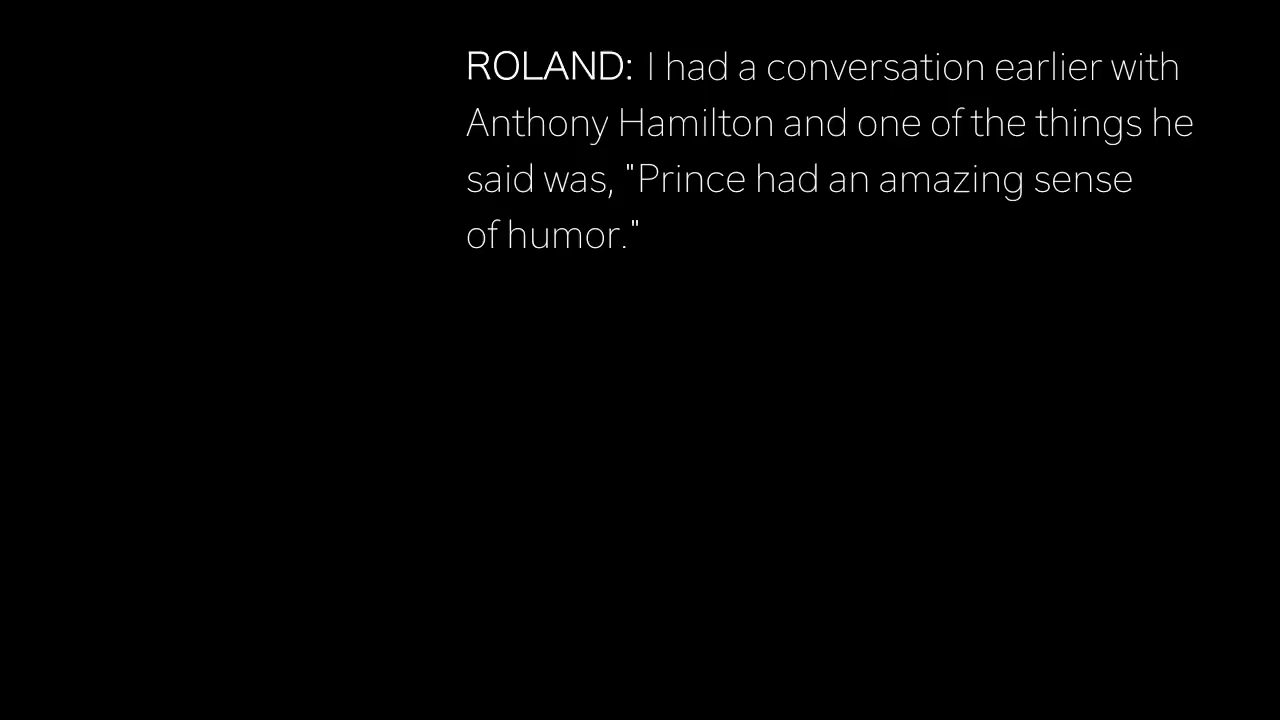 ROLAND: I had a conversation earlier with
Anthony Hamilton and one of the things he
said was, "Prince had an amazing sense
of humor."